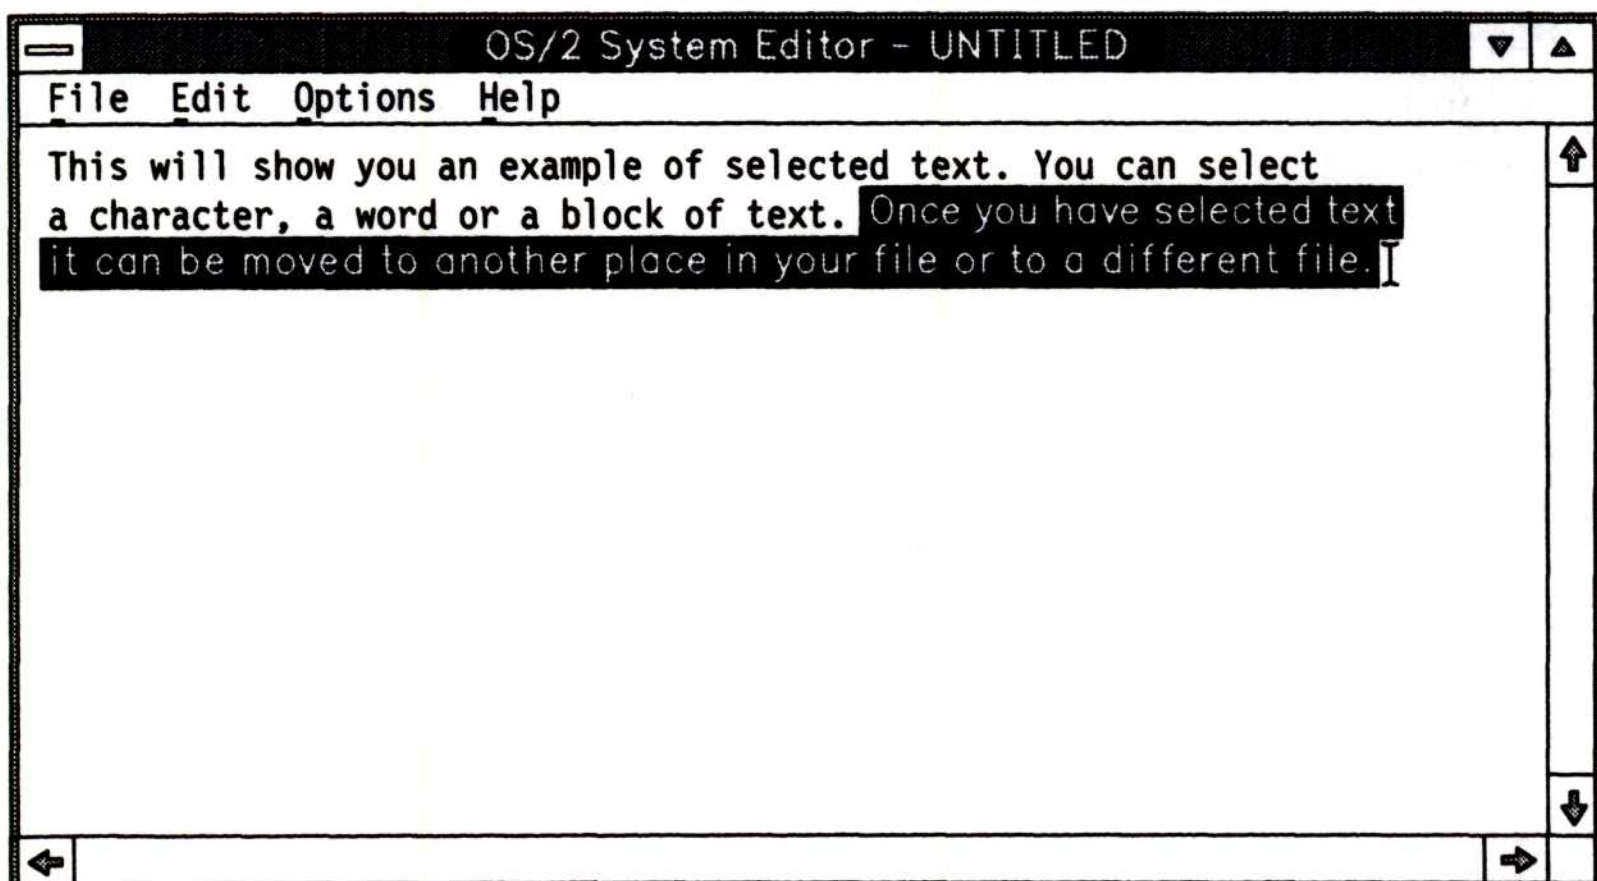 OS/2 System Editor - UNTITLED
File Edit Options Help
This will show you an example of selected text. You can select
a character, a word or a block of text. Once you have selected text
it can be moved to another place in your file or to a different file.